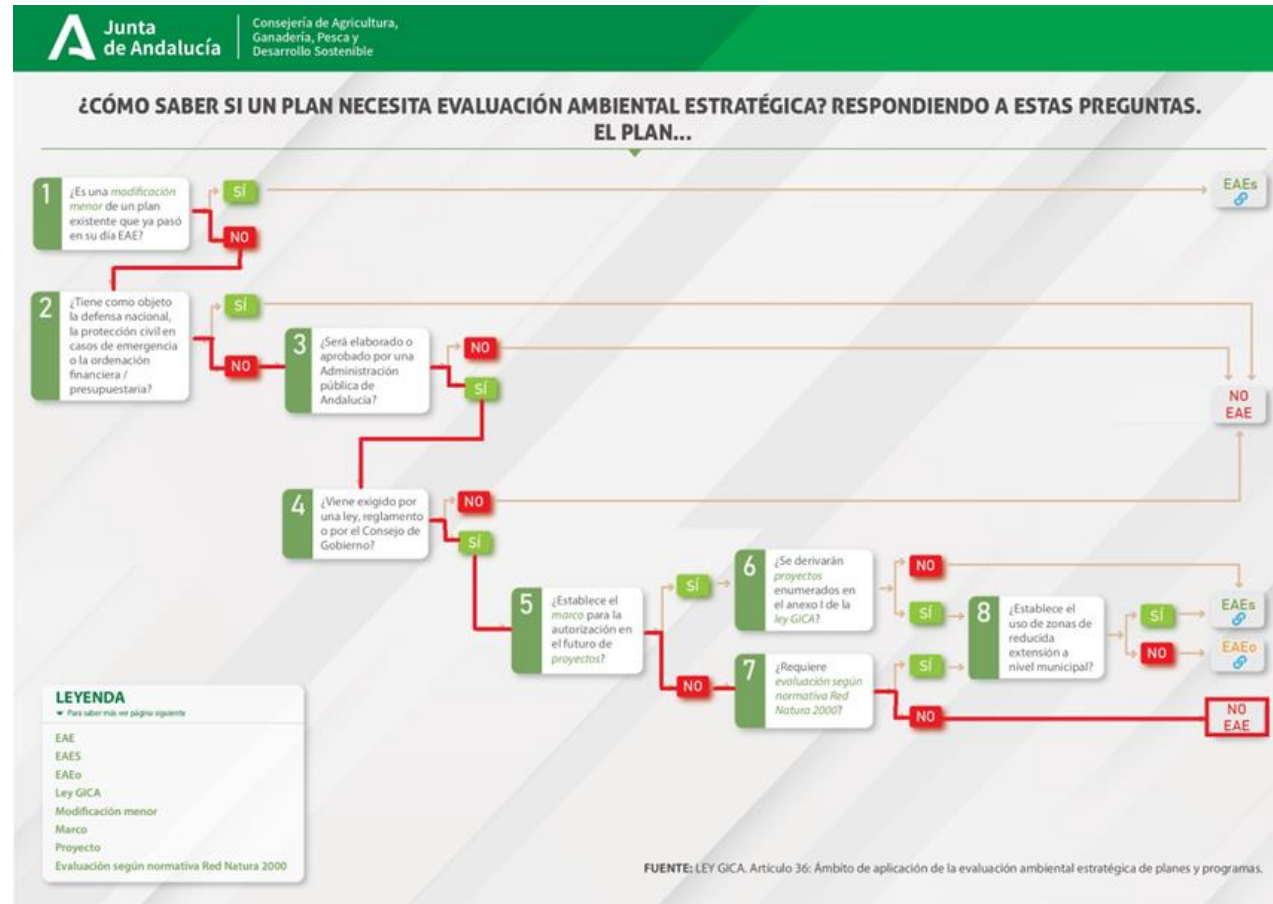 Junta
de Andalucía
Consejería de Agricultura,
Ganadería, Pesca y
Desarrollo Sostenible
¿CÓMO SABER SI UN PLAN NECESITA EVALUACIÓN AMBIENTAL ESTRATÉGICA? RESPONDIENDO A ESTAS PREGUNTAS.
EL PLAN...
1
¿Es una modificación
menor de un plan
existente que ya pasó
en su día EAE?
SÍ
NO
EAEs
2
¿Tiene como objeto
la defensa nacional,
la protección civil en
casos de emergencia
o la ordenación
financiera /
presupuestaria?
SÍ
NO
3
¿Será elaborado o
aprobado por una
Administración
pública de
Andalucía?
NO
SÍ
NO
EAE
4
¿Viene exigido por
una ley, reglamento
o por el Consejo de
Gobierno?
NO
SÍ
5
¿Establece el
marco para la
autorización en
el futuro de
proyectos?
SÍ
NO
6
¿Se derivarán
proyectos
enumerados en
el anexo I de la
ley GICA?
NO
SÍ
7
¿Requiere
evaluación según
normativa Red
Natura 2000?
SÍ
NO
8
¿Establece el
uso de zonas de
reducida
extensión a
nivel municipal?
SÍ
NO
EAEs
EAEo
NO
EAE
LEYENDA
Para saber más ver página siguiente
EAE
EAES
EAEo
Ley GICA
Modificación menor
Marco
Proyecto
Evaluación según normativa Red Natura 2000
FUENTE: LEY GICA. Artículo 36: Ámbito de aplicación de la evaluación ambiental estratégica de planes y programas.